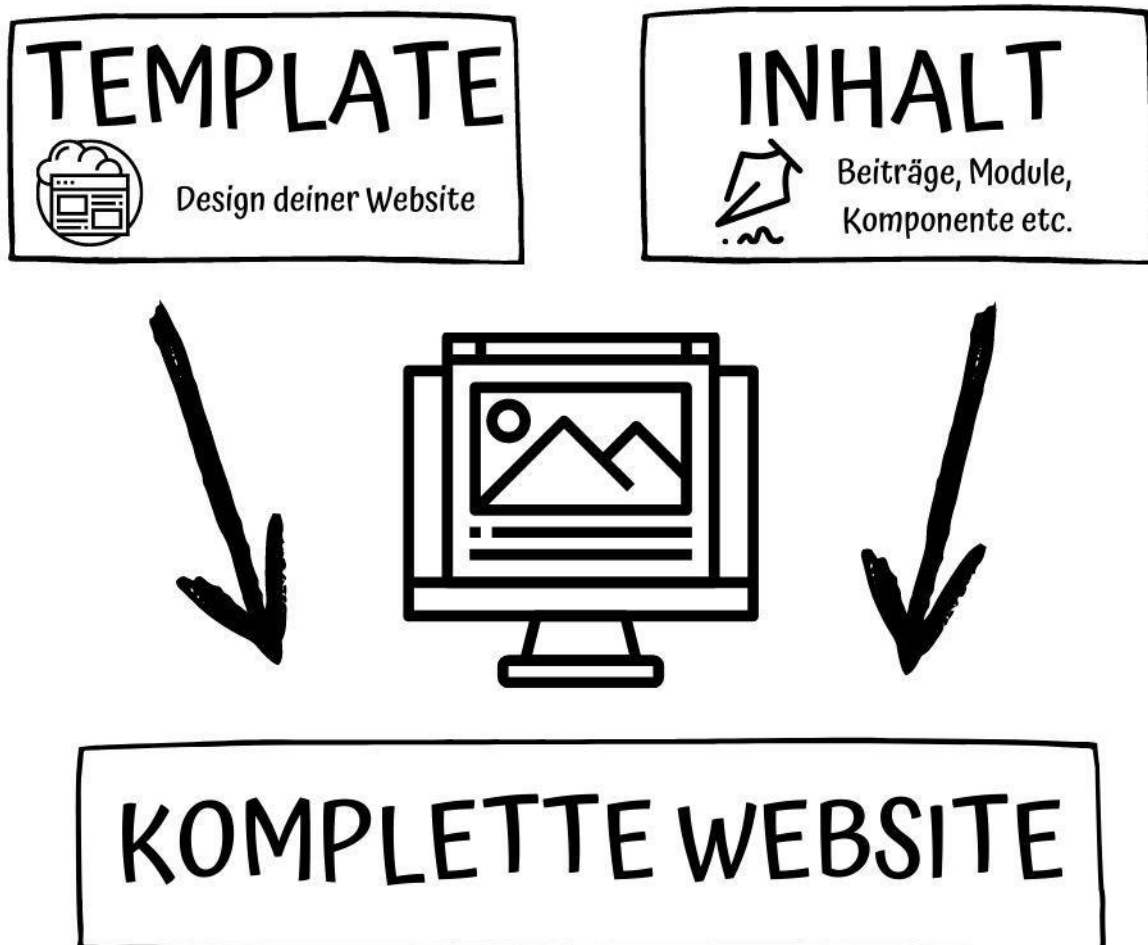 TEMPLATE
Design deiner Website
INHALT
Beiträge, Module,
Komponente etc.
KOMPLETTE WEBSITE